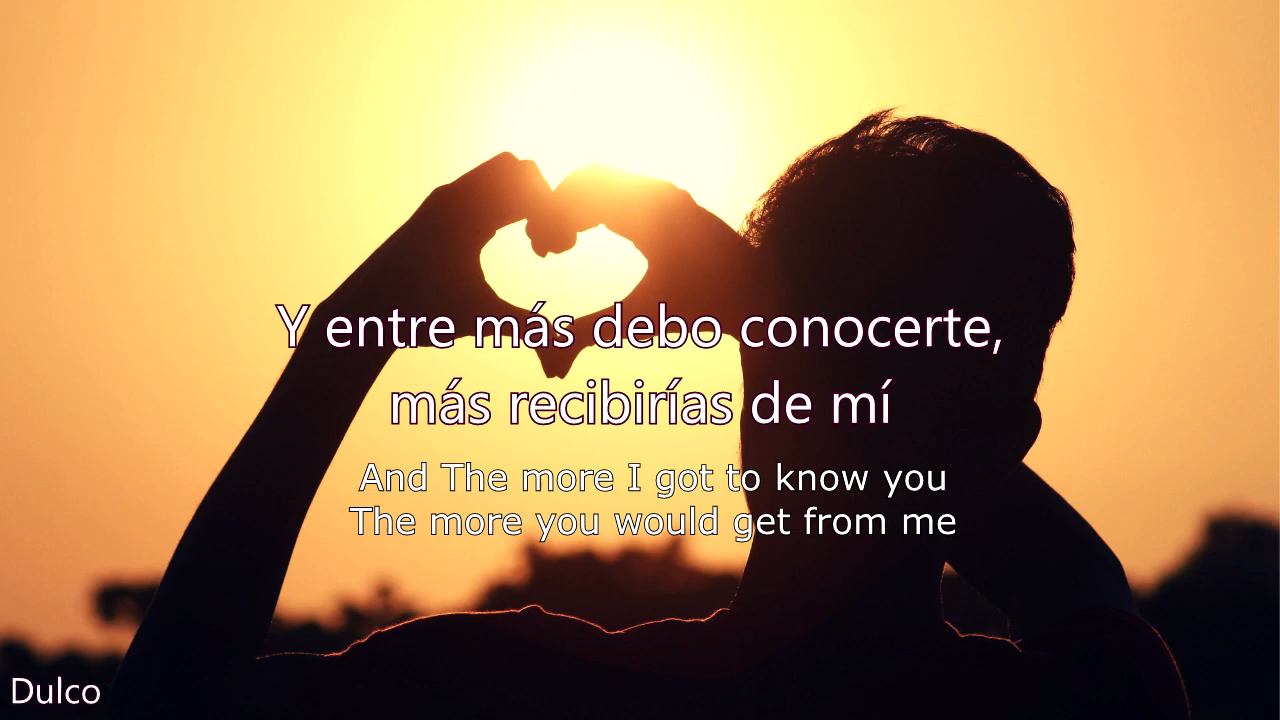 Y entre más debo conocerte,
más recibirías de mí
And The more I got to know you
The more you would get from me
Dulco